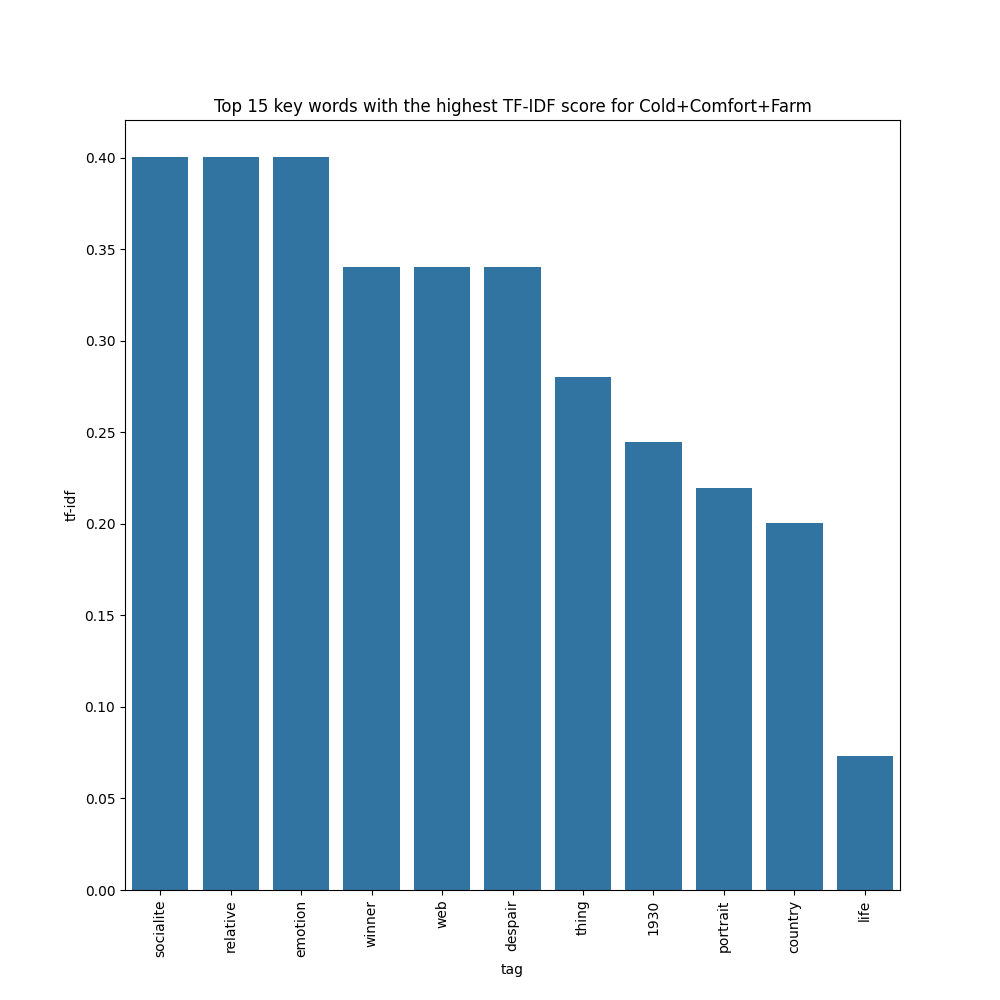 Top 15 key words with the highest TF-IDF score for Cold+Comfort+Farm
0.40
0.35
0.30
0.25
0.20
0.15
0.10
0.05
0.00
tf-idf
socialite
relative
emotion
winner
web
despair
thing
1930
portrait
country
life
tag